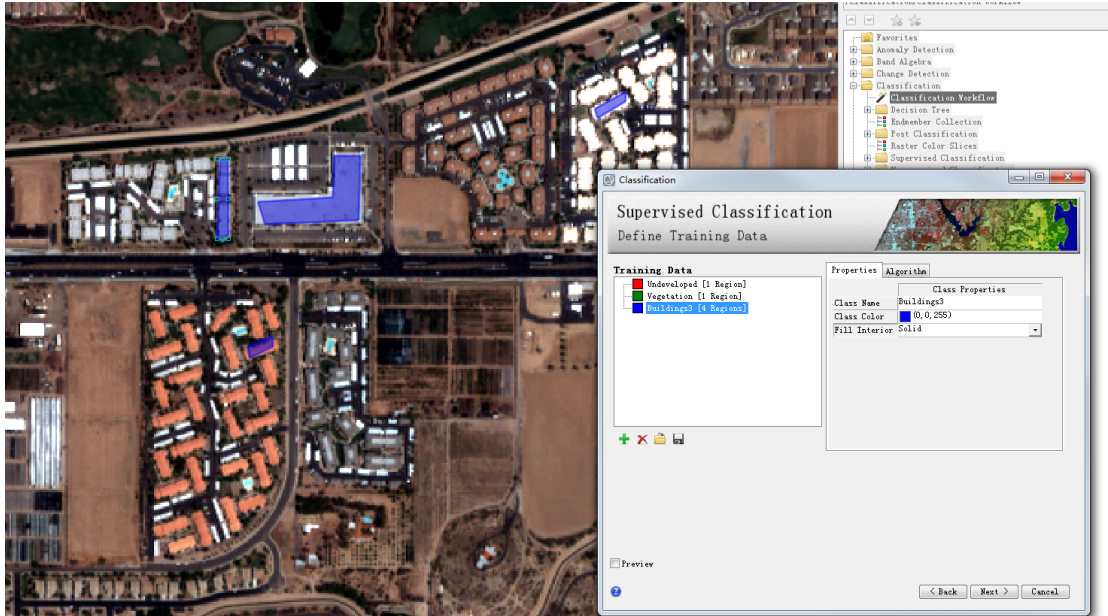 /Classification/Classification Workflow
Favorites
Anomaly Detection
Band Algebra
Change Detection
Classification
Classification Workflow
Decision Tree
Endmember Collection
Post Classification
Raster Color Slices
Supervised Classification
Classification
Supervised Classification
Define Training Data
Training Data
Undeveloped [1 Region]
Vegetation [1 Region]
Buildings3 [4 Regions]
Properties Algorithm
Class Properties
Class Name Buildings3
Class Color (0,0,255)
Fill Interior Solid
Preview
< Back Next > Cancel